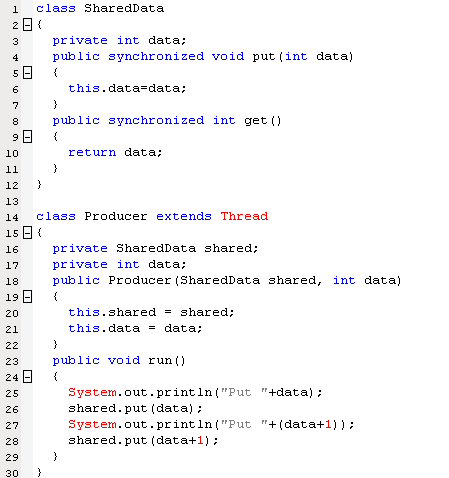 1 class SharedData
2 {
3 private int data;
4 public synchronized void put(int data)
5 {
6 this.data=data;
7 }
8 public synchronized int get()
9 {
10 return data;
11 }
12 }
13
14 class Producer extends Thread
15 {
16 private SharedData shared;
17 private int data;
18 public Producer(SharedData shared, int data)
19 {
20 this.shared = shared;
21 this.data = data;
22 }
23 public void run()
24 {
25 System.out.println("Put "+data);
26 shared.put(data);
27 System.out.println("Put "+(data+1));
28 shared.put(data+1);
29 }
30 }